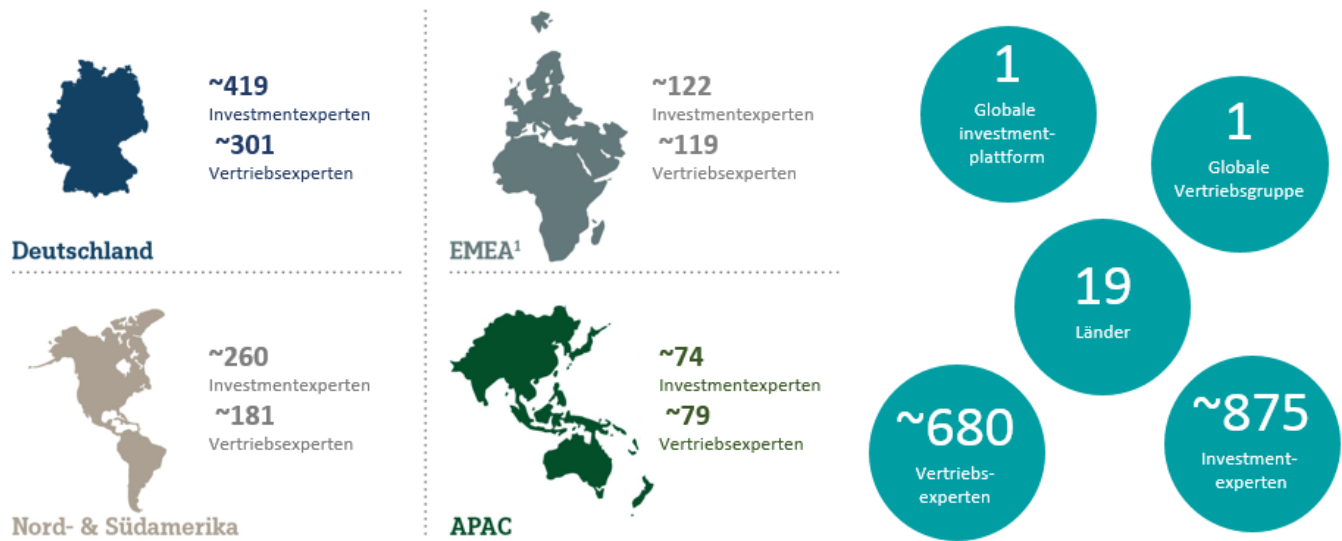 ~419
Investmentexperten
~301
Vertriebsexperten
Deutschland
~122
Investmentexperten
~119
Vertriebsexperten
EMEA¹
~260
Investmentexperten
~181
Vertriebsexperten
Nord- & Südamerika
~74
Investmentexperten
~79
Vertriebsexperten
APAC
1
Globale
investment-
plattform
1
Globale
Vertriebsgruppe
19
Länder
~680
Vertriebs-
experten
~875
Investment-
experten